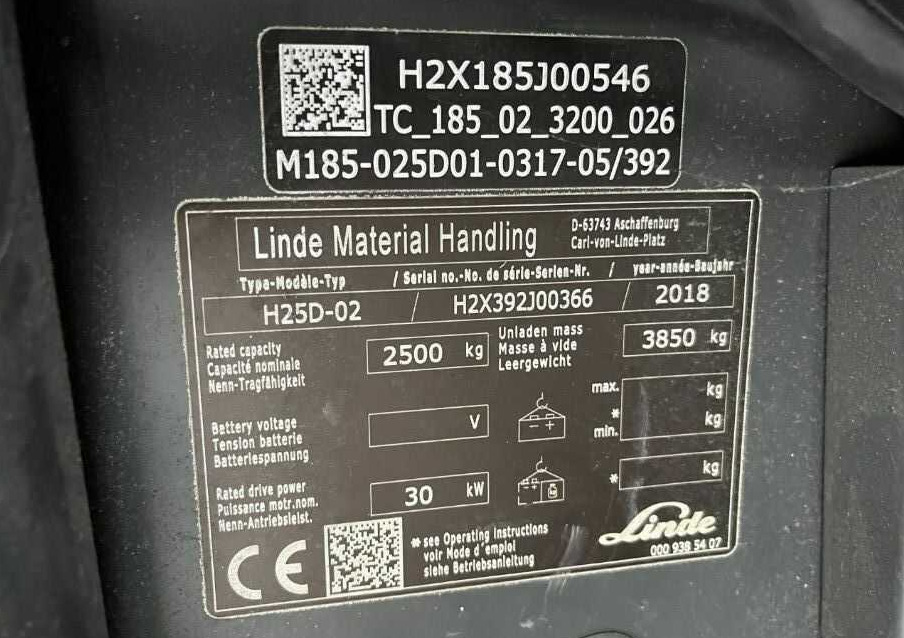 H2X185J00546
TC_185_02_3200_026
M185-025D01-0317-05/392
Linde Material Handling
D-63743 Aschaffenburg
Carl-von-Linde-Platz
Type-Modèle-Typ / Serial no.-No. de série-Serien-Nr. / year-année-Baujahr
H25D-02 / H2X392J00366 / 2018
Rated capacity
Capacité nominale
Nenn-Tragfähigkeit
2500 kg
Unladen mass
Masse à vide
Leergewicht
3850 kg
Battery voltage
Tension batterie
Batteriespannung
V
- +
max. kg
*
min. kg
Rated drive power
Puissance motr.nom.
Nenn-Antriebsleist.
30 kW
* kg
CE
* see Operating Instructions
voir Mode d'emploi
siehe Betriebsanleitung
Linde
000 938 54 07